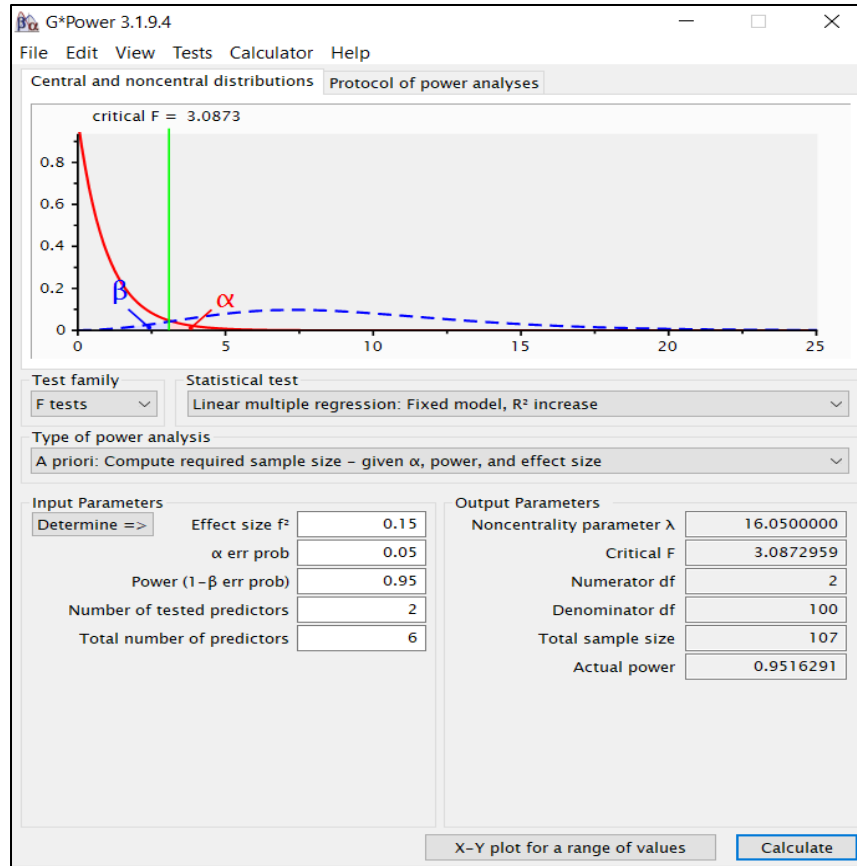 βα G*Power 3.1.9.4
File Edit View Tests Calculator Help
Central and noncentral distributions Protocol of power analyses
critical F = 3.0873
0.8
0.6
0.4
0.2
0
β
α
0 5 10 15 20 25
Test family Statistical test
F tests Linear multiple regression: Fixed model, R² increase
Type of power analysis
A priori: Compute required sample size – given α, power, and effect size
Input Parameters
Determine => Effect size f² 0.15
α err prob 0.05
Power (1–β err prob) 0.95
Number of tested predictors 2
Total number of predictors 6
Output Parameters
Noncentrality parameter λ 16.0500000
Critical F 3.0872959
Numerator df 2
Denominator df 100
Total sample size 107
Actual power 0.9516291
X–Y plot for a range of values Calculate